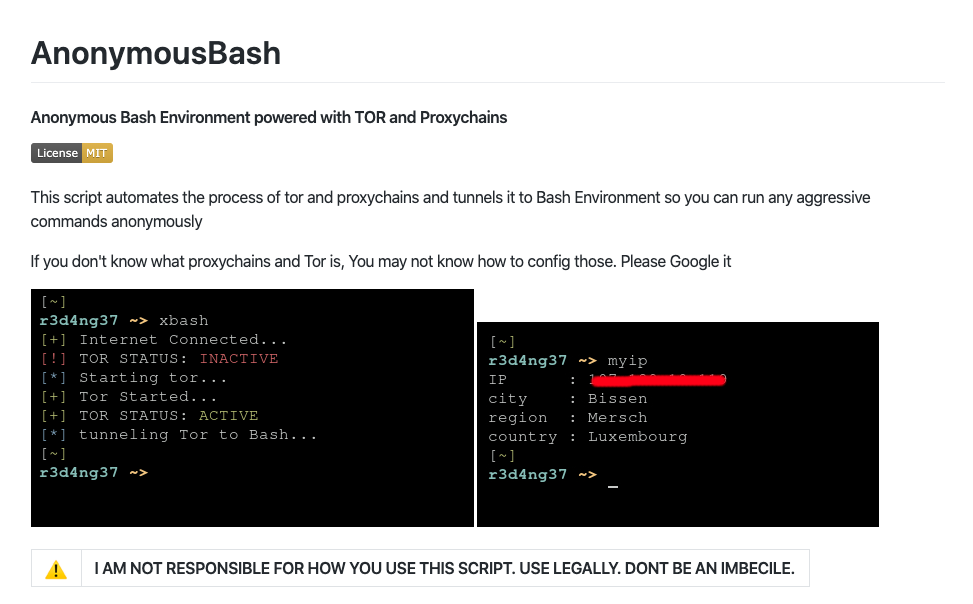 AnonymousBash
Anonymous Bash Environment powered with TOR and Proxychains
License MIT
This script automates the process of tor and proxychains and tunnels it to Bash Environment so you can run any aggressive
commands anonymously
If you don't know what proxychains and Tor is, You may not know how to config those. Please Google it
[~]
r3d4ng37 ~> xbash
[+] Internet Connected...
[!] TOR STATUS: INACTIVE
[*] Starting tor...
[+] Tor Started...
[+] TOR STATUS: ACTIVE
[*] tunneling Tor to Bash...
[~]
r3d4ng37 ~>
[~]
r3d4ng37 ~> myip
IP :
city : Bissen
region : Mersch
country : Luxembourg
[~]
r3d4ng37 ~> _
I AM NOT RESPONSIBLE FOR HOW YOU USE THIS SCRIPT. USE LEGALLY. DONT BE AN IMBECILE.